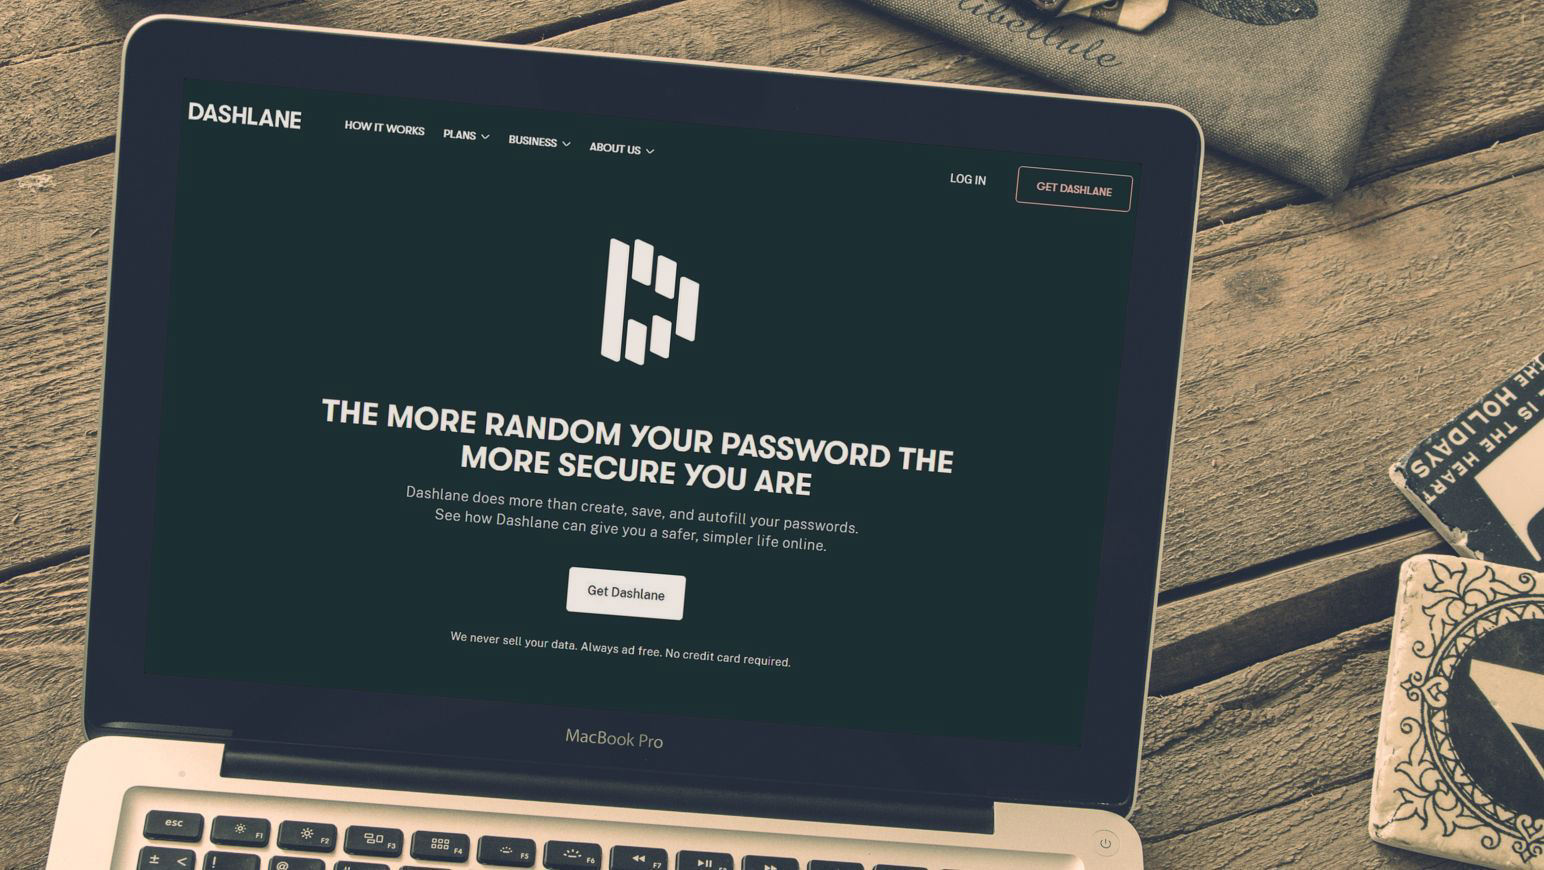 libellule
DASHLANE
HOW IT WORKS
PLANS
BUSINESS
ABOUT US
LOG IN
GET DASHLANE
THE MORE RANDOM YOUR PASSWORD THE
MORE SECURE YOU ARE
Dashlane does more than create, save, and autofill your passwords.
See how Dashlane can give you a safer, simpler life online.
Get Dashlane
We never sell your data. Always ad free. No credit card required.
MacBook Pro
IS THE HEART
THE HOLIDAYS
esc
F1
F2
F3
F4
F5
F6
F7
± <
!
@